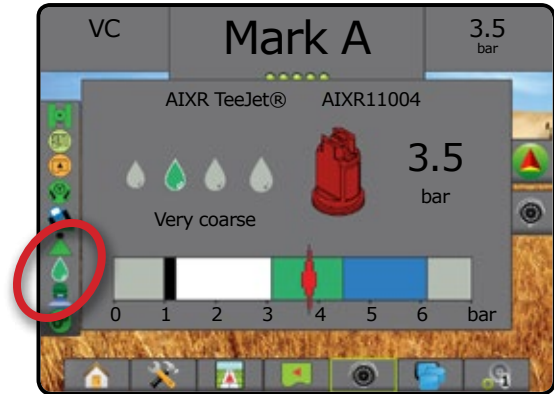 VC
Mark A
3.5
bar
AIXR TeeJet® AIXR11004
3.5
bar
Very coarse
0 1 2 3 4 5 6 bar
1